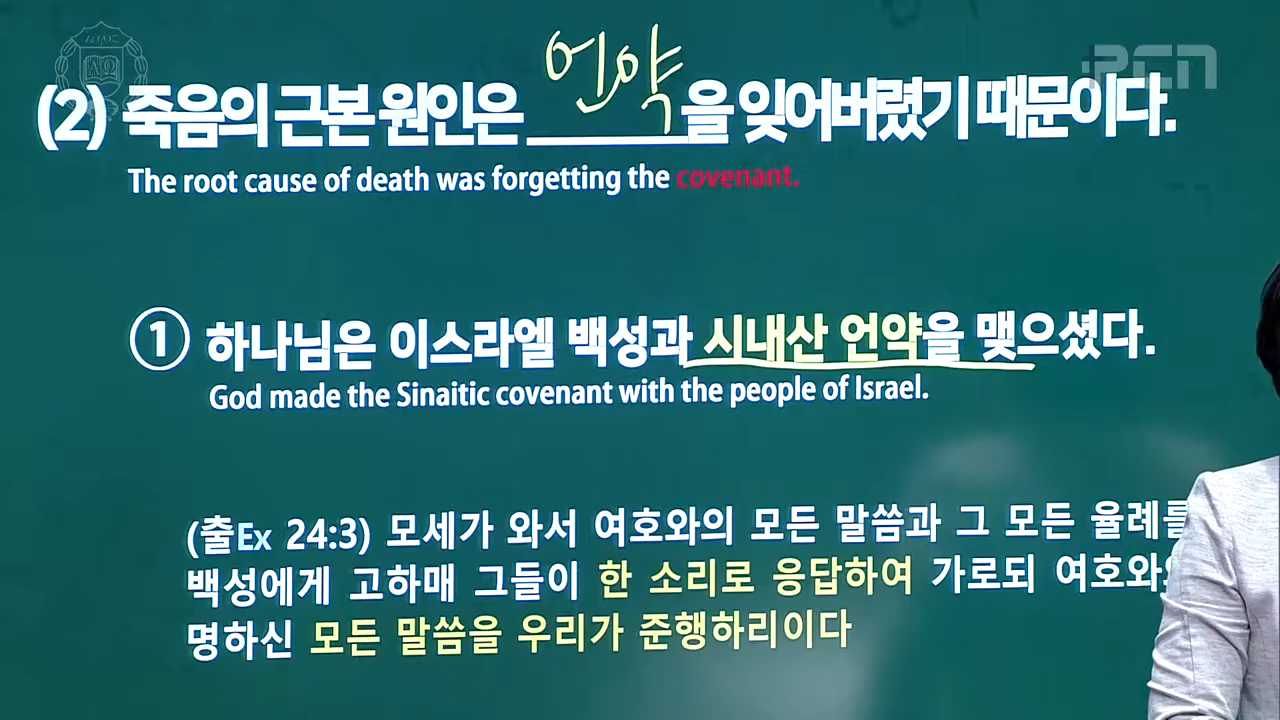 PCN
(2) 죽음의 근본 원인은 언약을 잊어버렸기 때문이다.
The root cause of death was forgetting the covenant.
① 하나님은 이스라엘 백성과 시내산 언약을 맺으셨다.
God made the Sinaitic covenant with the people of Israel.
(출Ex 24:3) 모세가 와서 여호와의 모든 말씀과 그 모든 율례를
백성에게 고하매 그들이 한 소리로 응답하여 가로되 여호와의
명하신 모든 말씀을 우리가 준행하리이다